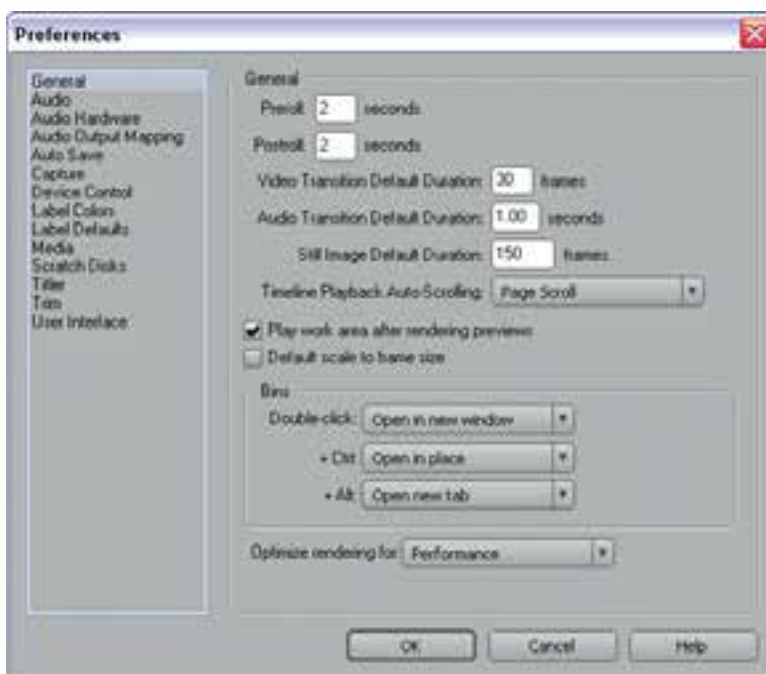 Preferences
General
Audio
Audio Hardware
Audio Output Mapping
Auto Save
Capture
Device Control
Label Colors
Label Defaults
Media
Scratch Disks
Titler
Trim
User Interface
General
Preroll: 2 seconds
Postroll: 2 seconds
Video Transition Default Duration: 30 frames
Audio Transition Default Duration: 1.00 seconds
Still Image Default Duration: 150 frames
Timeline Playback Auto-Scrolling: Page Scroll
Play work area after rendering previews
Default scale to frame size
Bins
Double-click: Open in new window
+ Ctrl: Open in place
+ Alt: Open new tab
Optimize rendering for: Performance
OK Cancel Help